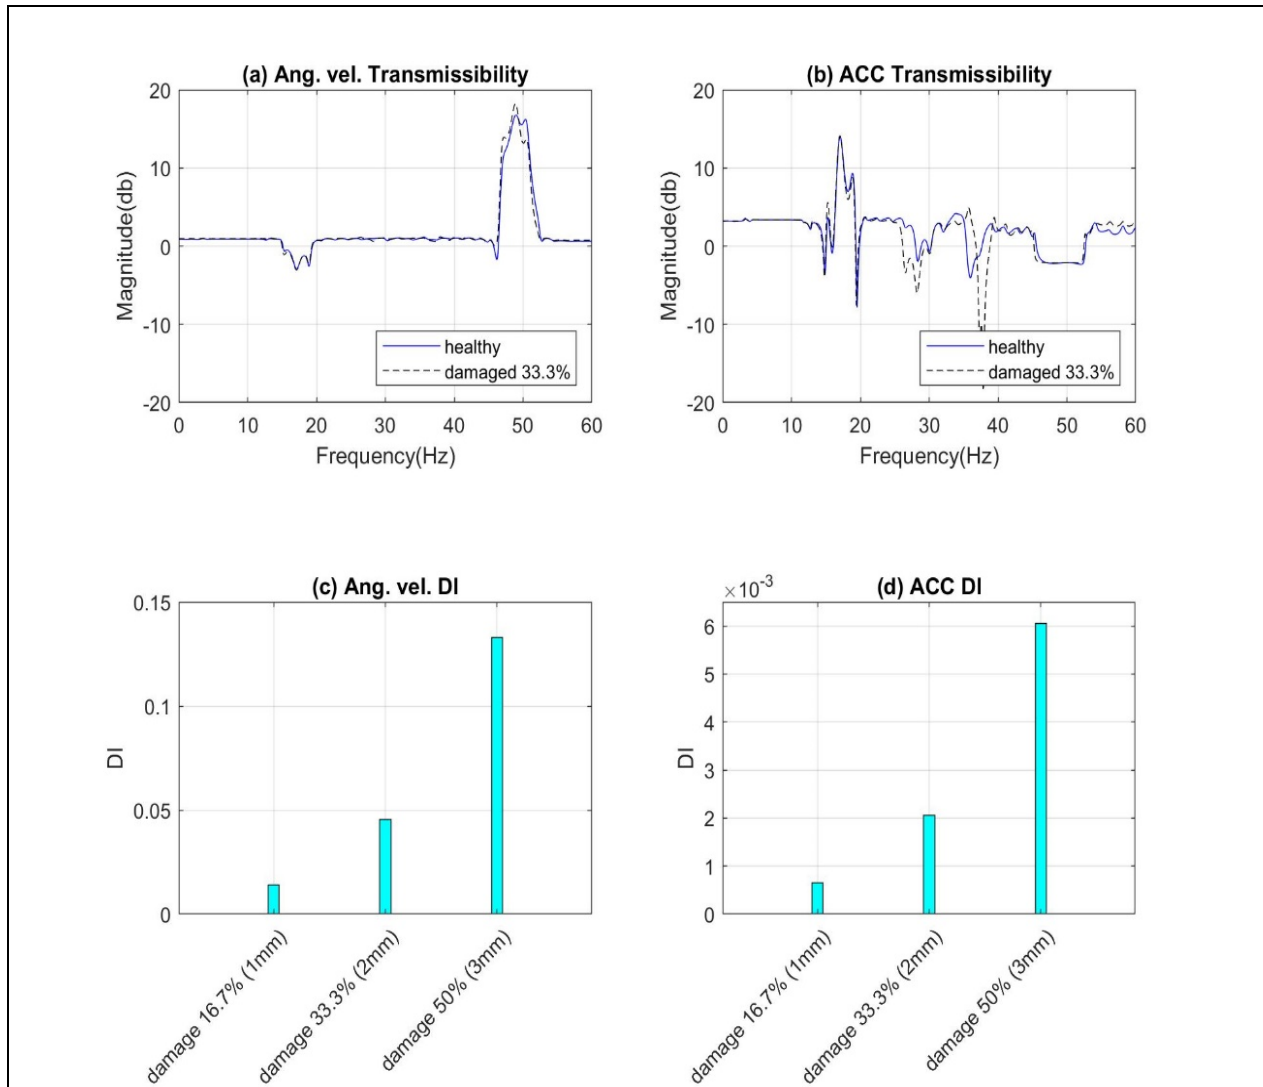 (a) Ang. vel. Transmissibility
20
10
0
-10
-20
Magnitude(db)
healthy
damaged 33.3%
0 10 20 30 40 50 60
Frequency(Hz)
(b) ACC Transmissibility
20
10
0
-10
-20
Magnitude(db)
healthy
damaged 33.3%
0 10 20 30 40 50 60
Frequency(Hz)
(c) Ang. vel. DI
0.15
0.1
0.05
0
DI
damage 16.7% (1mm)
damage 33.3% (2mm)
damage 50% (3mm)
(d) ACC DI
×10-3
6
5
4
3
2
1
0
DI
damage 16.7% (1mm)
damage 33.3% (2mm)
damage 50% (3mm)